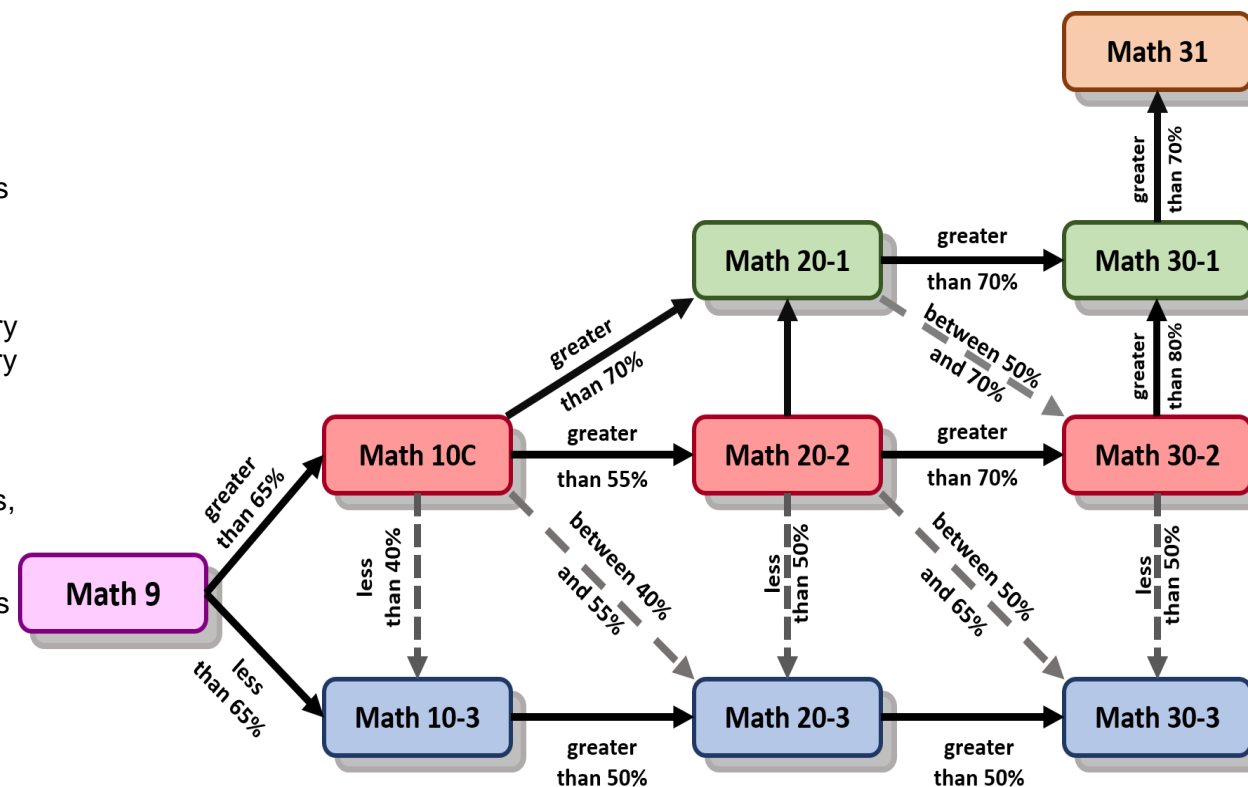 Math 31
greater
than 70%
s
Math 20-1
greater
than 70%
Math 30-1
ry
ry
greater
than 70%
between 50%
and 70%
greater
than 80%
Math 10C
greater
than 55%
Math 20-2
greater
than 70%
Math 30-2
s,
greater
than 65%
less
than 40%
between 40%
and 55%
less
than 50%
between 50%
and 65%
less
than 50%
Math 9
s
less
than 65%
Math 10-3
greater
than 50%
Math 20-3
greater
than 50%
Math 30-3